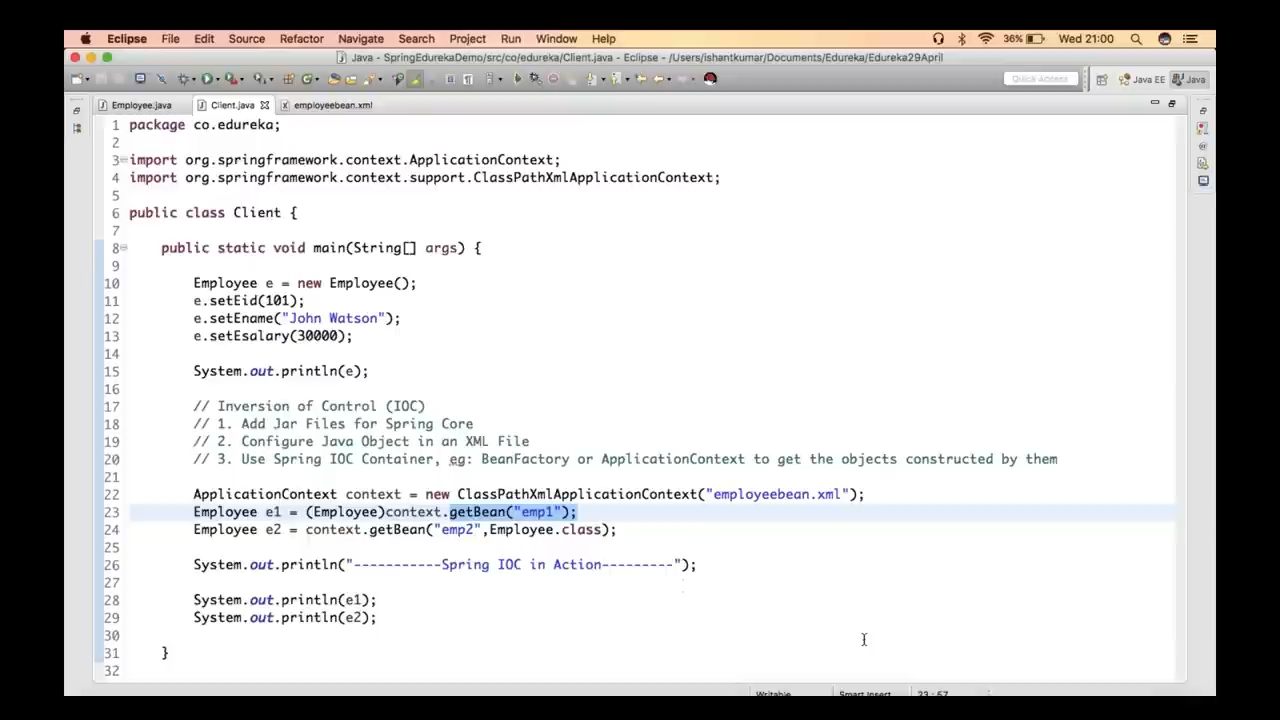 Eclipse File Edit Source Refactor Navigate Search Project Run Window Help 36% Wed 21:00
Java - SpringEdurekaDemo/src/co/edureka/Client.java - Eclipse - /Users/ishantkumar/Documents/Edureka/Edureka29April
Quick Access Java EE Java
Employee.java Client.java employeebean.xml
1 package co.edureka;
2
3 import org.springframework.context.ApplicationContext;
4 import org.springframework.context.support.ClassPathXmlApplicationContext;
5
6 public class Client {
7
8 public static void main(String[] args) {
9
10 Employee e = new Employee();
11 e.setEid(101);
12 e.setEname("John Watson");
13 e.setEsalary(30000);
14
15 System.out.println(e);
16
17 // Inversion of Control (IOC)
18 // 1. Add Jar Files for Spring Core
19 // 2. Configure Java Object in an XML File
20 // 3. Use Spring IOC Container, eg: BeanFactory or ApplicationContext to get the objects constructed by them
21
22 ApplicationContext context = new ClassPathXmlApplicationContext("employeebean.xml");
23 Employee e1 = (Employee)context.getBean("emp1");
24 Employee e2 = context.getBean("emp2",Employee.class);
25
26 System.out.println("-----------Spring IOC in Action---------");
27
28 System.out.println(e1);
29 System.out.println(e2);
30
31 }
32
Writable Smart Insert 23 : 57